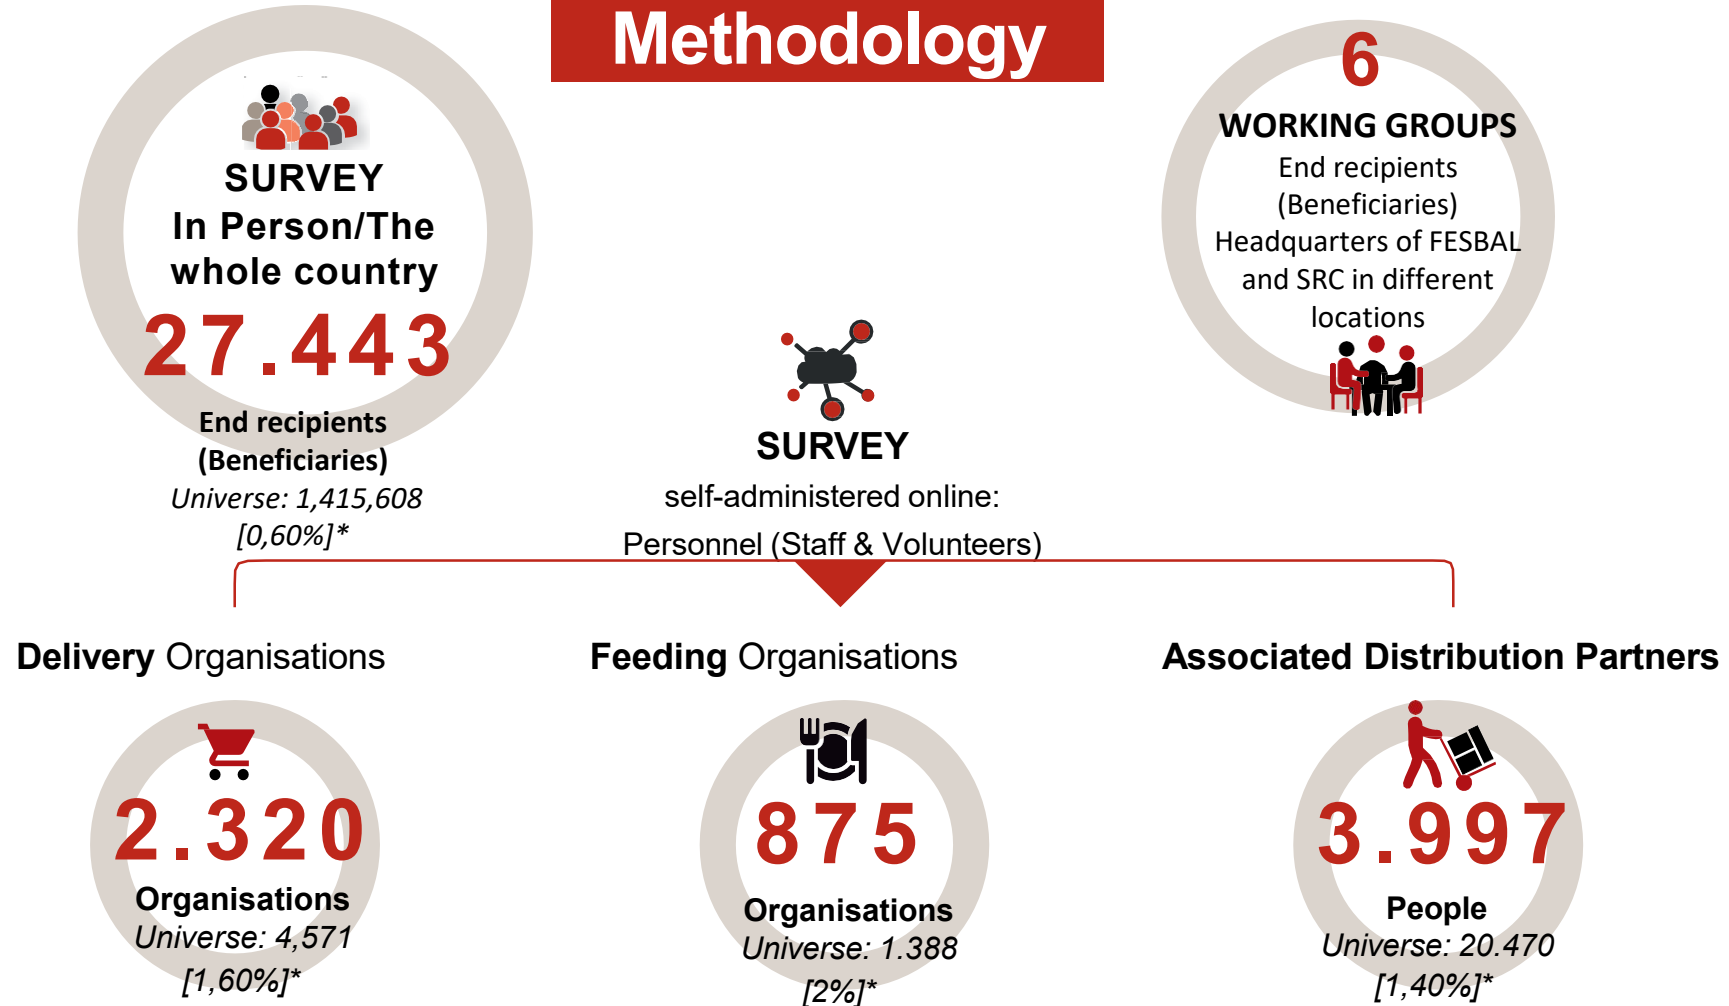 Methodology
SURVEY
In Person/The
whole country
27.443
End recipients
(Beneficiaries)
Universe: 1,415,608
[0,60%]*
6
WORKING GROUPS
End recipients
(Beneficiaries)
Headquarters of FESBAL
and SRC in different
locations
SURVEY
self-administered online:
Personnel (Staff & Volunteers)
Delivery Organisations
2.320
Organisations
Universe: 4,571
[1,60%]*
Feeding Organisations
875
Organisations
Universe: 1.388
[2%]*
Associated Distribution Partners
3.997
People
Universe: 20.470
[1,40%]*